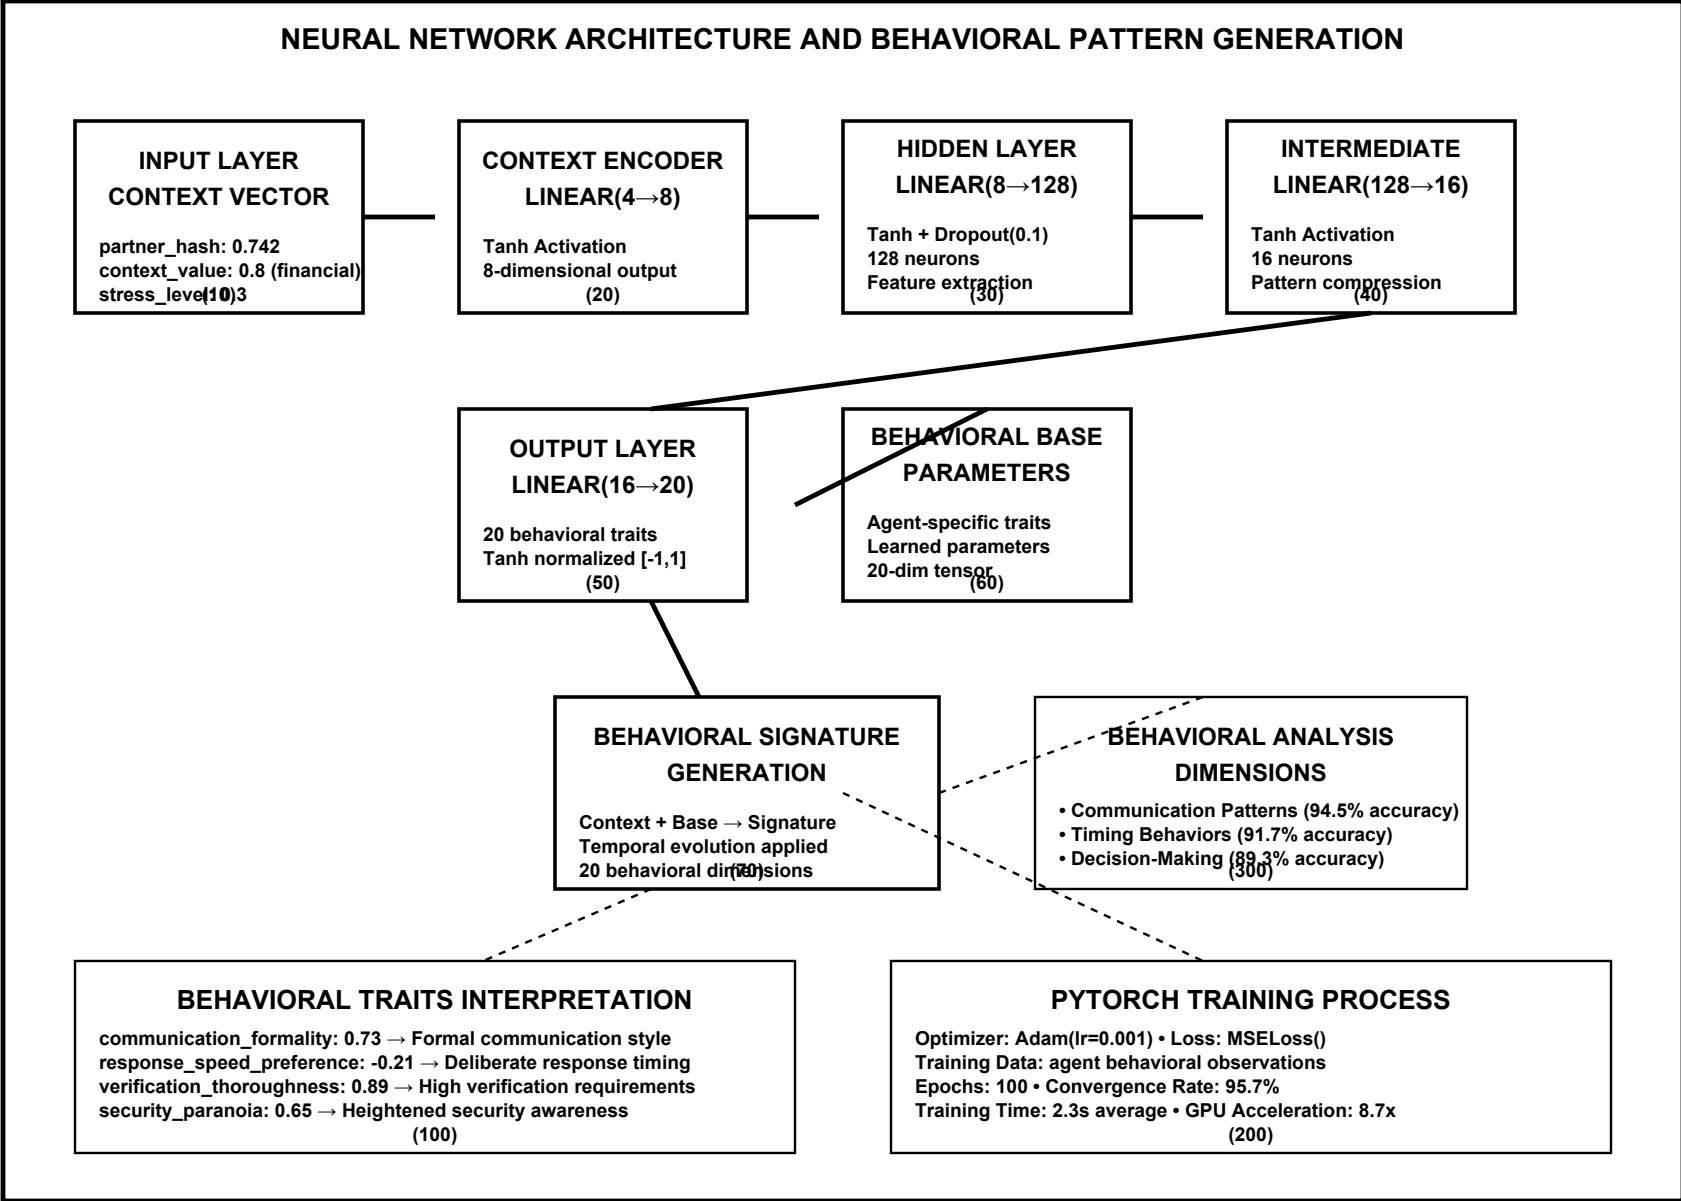 NEURAL NETWORK ARCHITECTURE AND BEHAVIORAL PATTERN GENERATION
INPUT LAYER
CONTEXT VECTOR
partner_hash: 0.742
context_value: 0.8 (financial)
stress_level: 0.3
(10)
CONTEXT ENCODER
LINEAR(4→8)
Tanh Activation
8-dimensional output
(20)
HIDDEN LAYER
LINEAR(8→128)
Tanh + Dropout(0.1)
128 neurons
Feature extraction
(30)
INTERMEDIATE
LINEAR(128→16)
Tanh Activation
16 neurons
Pattern compression
(40)
OUTPUT LAYER
LINEAR(16→20)
20 behavioral traits
Tanh normalized [-1,1]
(50)
BEHAVIORAL BASE
PARAMETERS
Agent-specific traits
Learned parameters
20-dim tensor
(60)
BEHAVIORAL SIGNATURE
GENERATION
Context + Base → Signature
Temporal evolution applied
20 behavioral dimensions
(70)
BEHAVIORAL ANALYSIS
DIMENSIONS
• Communication Patterns (94.5% accuracy)
• Timing Behaviors (91.7% accuracy)
• Decision-Making (89.3% accuracy)
(300)
BEHAVIORAL TRAITS INTERPRETATION
communication_formality: 0.73 → Formal communication style
response_speed_preference: -0.21 → Deliberate response timing
verification_thoroughness: 0.89 → High verification requirements
security_paranoia: 0.65 → Heightened security awareness
(100)
PYTORCH TRAINING PROCESS
Optimizer: Adam(lr=0.001) • Loss: MSELoss()
Training Data: agent behavioral observations
Epochs: 100 • Convergence Rate: 95.7%
Training Time: 2.3s average • GPU Acceleration: 8.7x
(200)